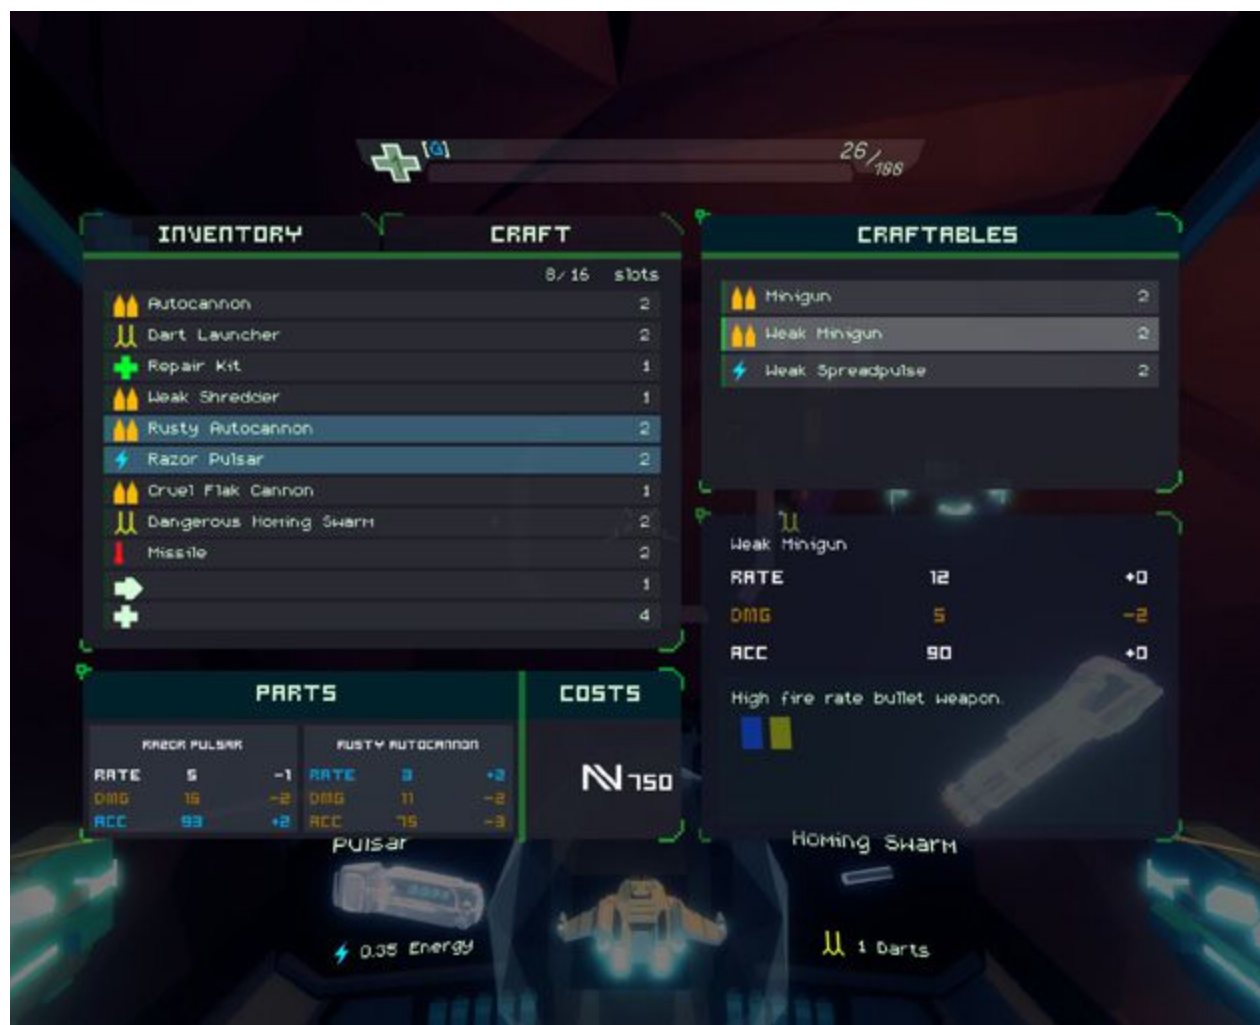 [G]
26/100
INVENTORY CRAFT
8/16 slots
Autocannon 2
Dart Launcher 2
Repair Kit 1
Weak Shredder 1
Rusty Autocannon 2
Razor Pulsar 2
Cruel Flak Cannon 1
Dangerous Homing Swarm 2
Missile 2
1
4
CRAFTABLES
Minigun 2
Weak Minigun 2
Weak Spreadpulse 2
Weak Minigun
RATE 12 +0
DMG 5 -2
ACC 90 +0
High fire rate bullet weapon.
PARTS
RAZOR PULSAR
RATE 5 -1
DMG 16 -2
ACC 93 +2
RUSTY AUTOCANNON
RATE 3 +2
DMG 11 -2
ACC 75 -3
COSTS
750
Pulsar
0.35 Energy
Homing Swarm
1 Darts